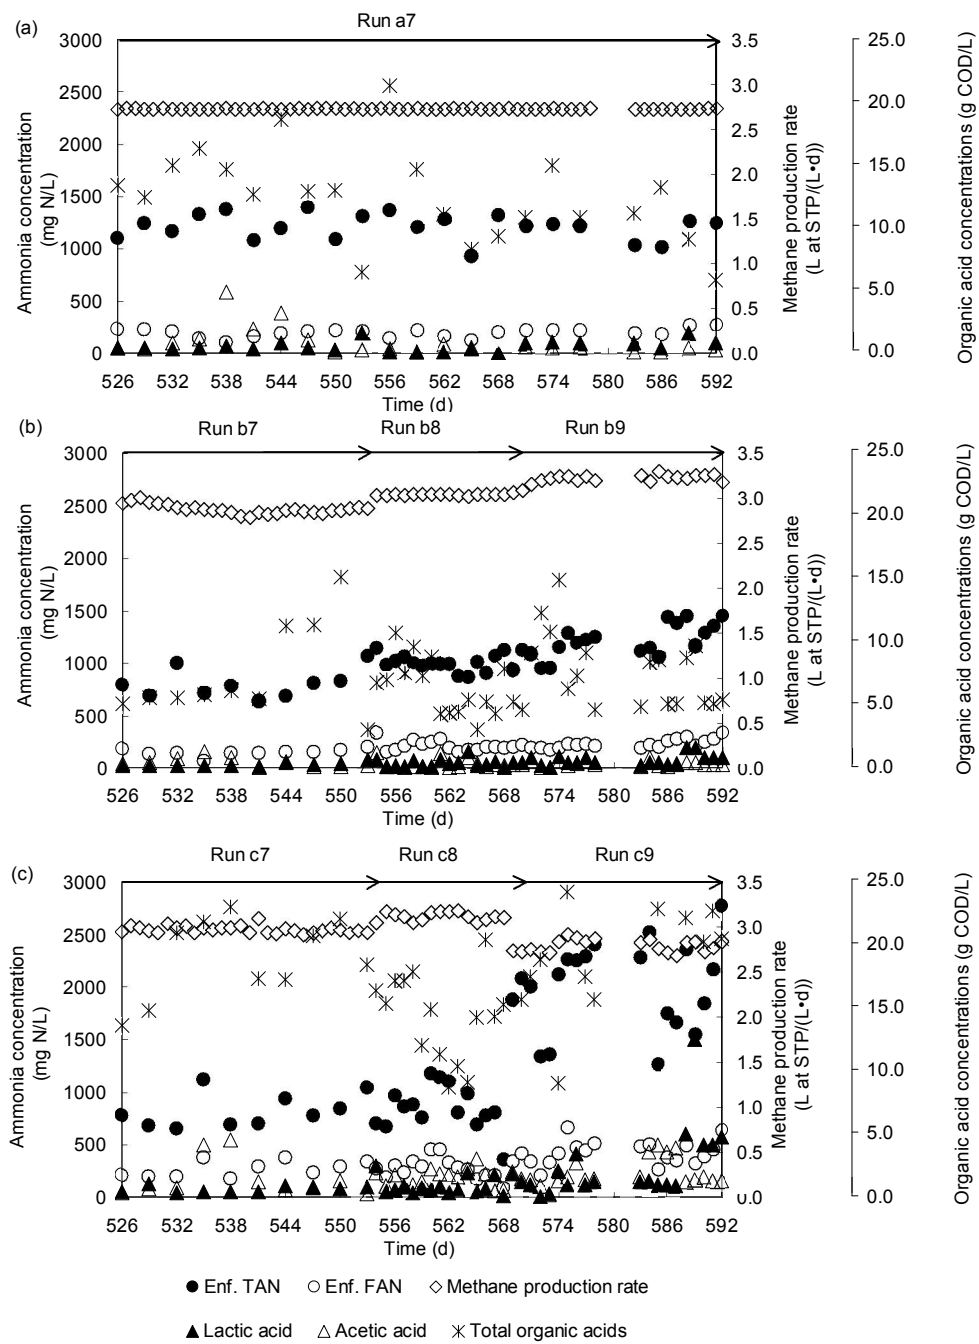 (a)
Run a7
3000
2500
2000
1500
1000
500
0
Ammonia concentration
(mg N/L)
526 532 538 544 550 556 562 568 574 580 586 592
Time (d)
3.5
3.0
2.5
2.0
1.5
1.0
0.5
0.0
Methane production rate
(L at STP/(L•d))
25.0
20.0
15.0
10.0
5.0
0.0
Organic acid concentrations (g COD/L)
(b)
Run b7 Run b8 Run b9
3000
2500
2000
1500
1000
500
0
Ammonia concentration
(mg N/L)
526 532 538 544 550 556 562 568 574 580 586 592
Time (d)
3.5
3.0
2.5
2.0
1.5
1.0
0.5
0.0
Methane production rate
(L at STP/(L•d))
25.0
20.0
15.0
10.0
5.0
0.0
Organic acid concentrations (g COD/L)
(c)
Run c7 Run c8 Run c9
3000
2500
2000
1500
1000
500
0
Ammonia concentration
(mg N/L)
526 532 538 544 550 556 562 568 574 580 586 592
Time (d)
3.5
3.0
2.5
2.0
1.5
1.0
0.5
0.0
Methane production rate
(L at STP/(L•d))
25.0
20.0
15.0
10.0
5.0
0.0
Organic acid concentrations (g COD/L)
Enf. TAN Enf. FAN Methane production rate
Lactic acid Acetic acid Total organic acids